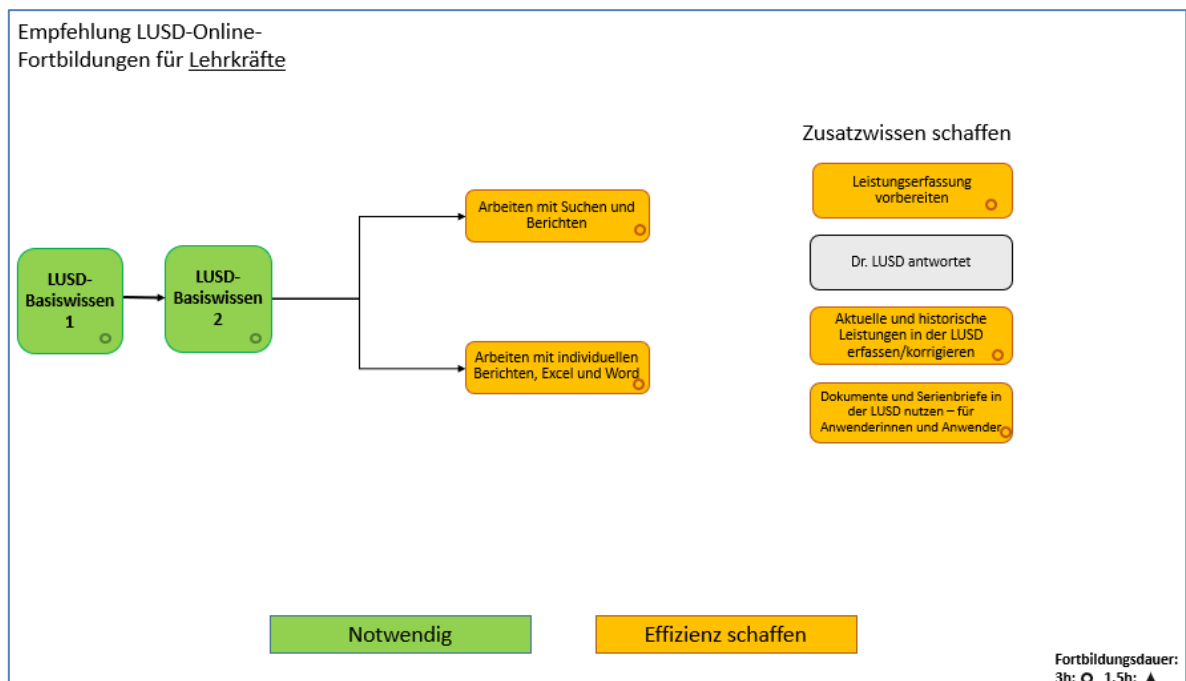 Empfehlung LUSD-Online-
Fortbildungen für Lehrkräfte
Zusatzwissen schaffen
LUSD-
Basiswissen
1
LUSD-
Basiswissen
2
Arbeiten mit Suchen und
Berichten
Arbeiten mit individuellen
Berichten, Excel und Word
Leistungserfassung
vorbereiten
Dr. LUSD antwortet
Aktuelle und historische
Leistungen in der LUSD
erfassen/korrigieren
Dokumente und Serienbriefe in
der LUSD nutzen – für
Anwenderinnen und Anwender
Notwendig
Effizienz schaffen
Fortbildungsdauer:
3h: 1,5h: